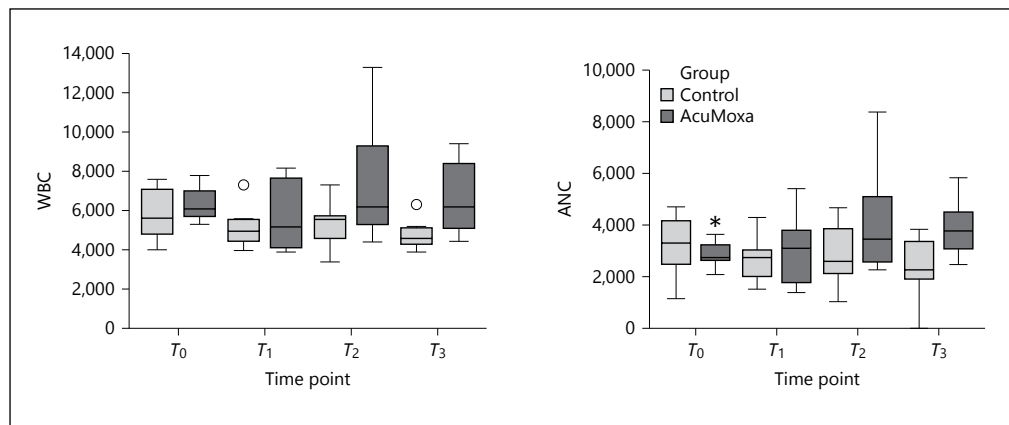 14,000
12,000
10,000
8,000
6,000
4,000
2,000
0
WBC
T0
T1
T2
T3
Time point
10,000
8,000
6,000
4,000
2,000
0
ANC
Group
Control
AcuMoxa
*
T0
T1
T2
T3
Time point